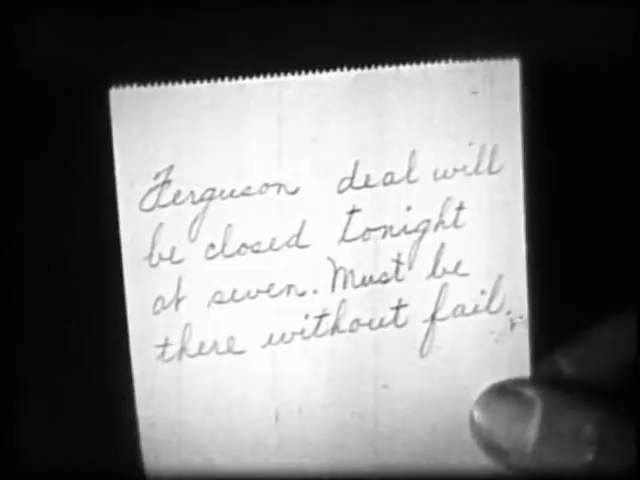 Ferguson deal will
be closed tonight
at seven. Must be
there without fail.